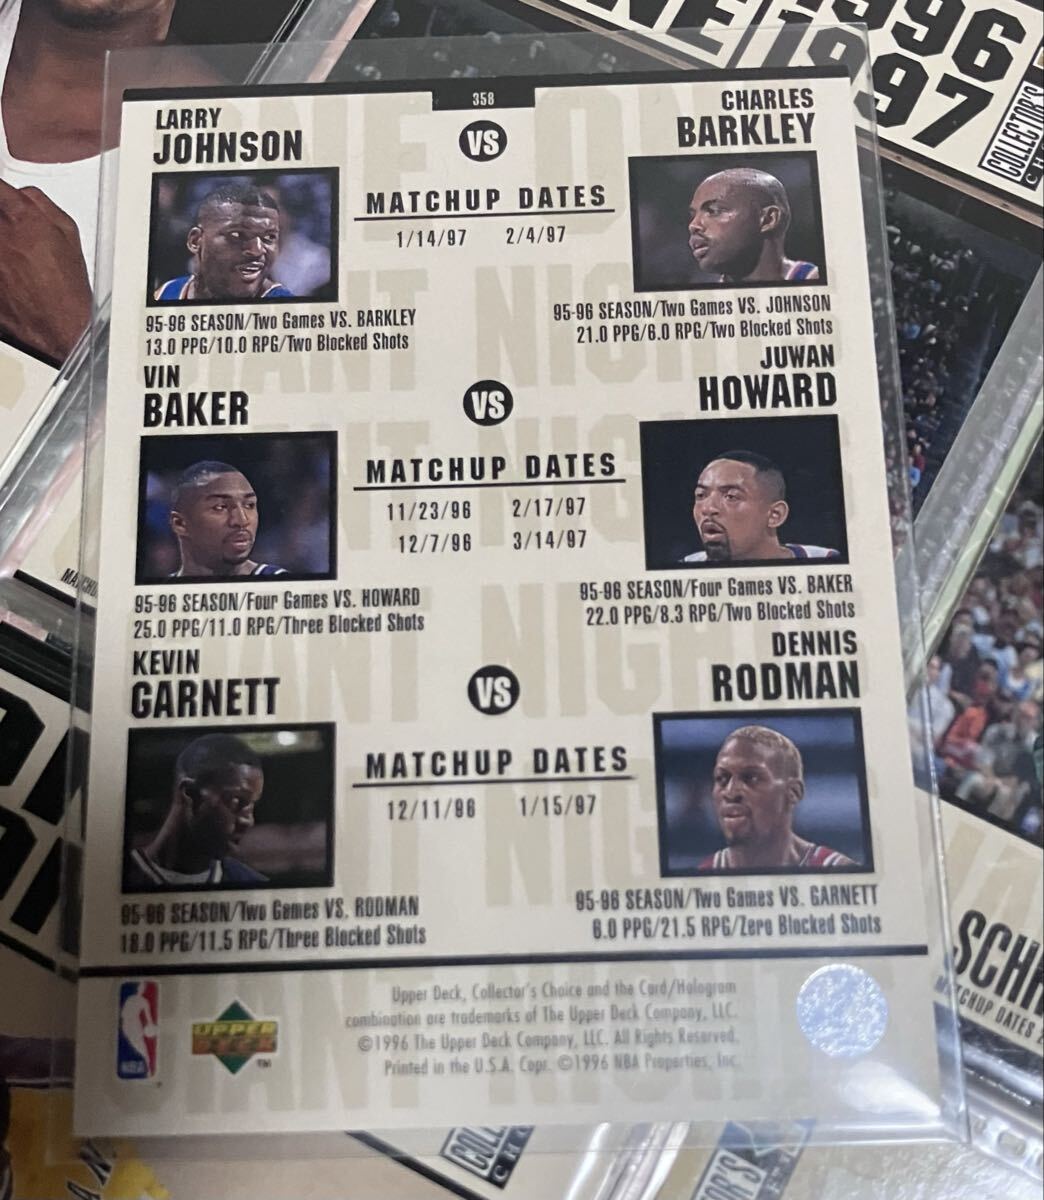 358
LARRY
JOHNSON
VS
CHARLES
BARKLEY
MATCHUP DATES
1/14/97 2/4/97
95-96 SEASON/Two Games VS. BARKLEY
13.0 PPG/10.0 RPG/Two Blocked Shots
95-96 SEASON/Two Games VS. JOHNSON
21.0 PPG/6.0 RPG/Two Blocked Shots
VIN
BAKER
VS
JUWAN
HOWARD
MATCHUP DATES
11/23/96 2/17/97
12/7/96 3/14/97
95-96 SEASON/Four Games VS. HOWARD
25.0 PPG/11.0 RPG/Three Blocked Shots
95-96 SEASON/Four Games VS. BAKER
22.0 PPG/8.3 RPG/Two Blocked Shots
KEVIN
GARNETT
VS
DENNIS
RODMAN
MATCHUP DATES
12/11/96 1/15/97
95-96 SEASON/Two Games VS. RODMAN
18.0 PPG/11.5 RPG/Three Blocked Shots
95-96 SEASON/Two Games VS. GARNETT
6.0 PPG/21.5 RPG/Zero Blocked Shots
Upper Deck, Collector's Choice and the Card/Hologram
combination are trademarks of The Upper Deck Company, LLC.
©1996 The Upper Deck Company, LLC. All Rights Reserved.
Printed in the U.S.A. Copr. ©1996 NBA Properties, Inc.
NBA
UPPER
DECK
TM
1996
1997
COLLECTOR'S
SCH
MATCHUP DATES